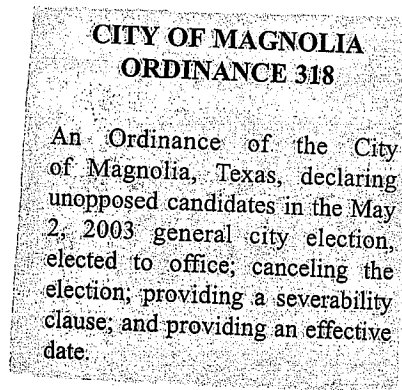 CITY OF MAGNOLIA
ORDINANCE 318
An Ordinance of the City
of Magnolia, Texas, declaring
unopposed candidates in the May
2, 2003 general city election,
elected to office; canceling the
election; providing a severability
clause; and providing an effective
date.